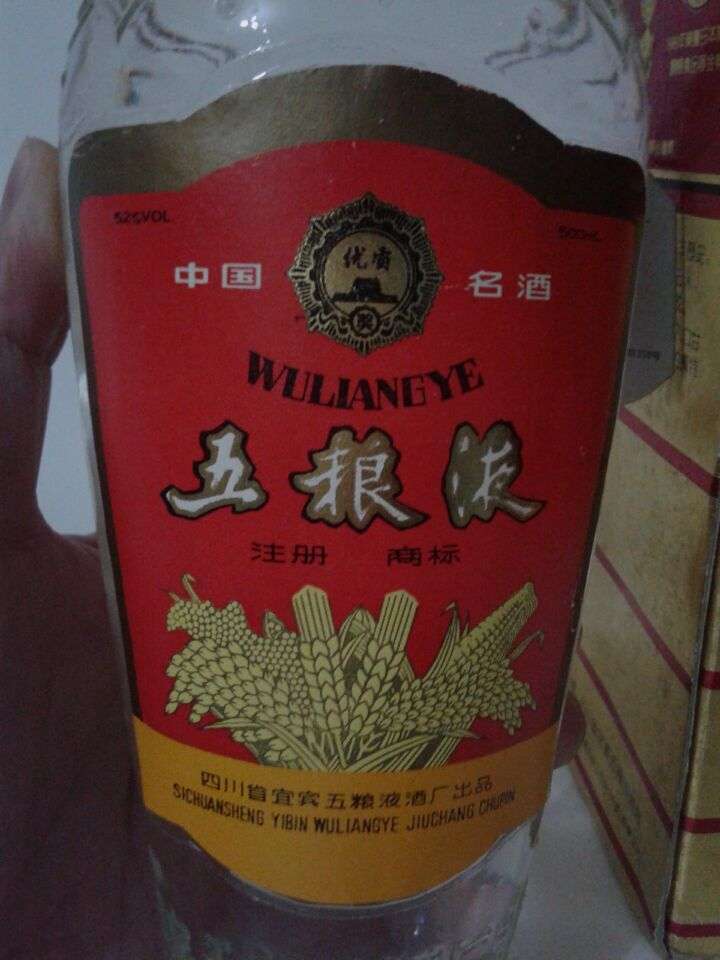 52%VOL
500ML
中国
优质
奖
名酒
WULIANGYE
五粮液
注册 商标
四川省宜宾五粮液酒厂出品
SICHUANSHENG YIBIN WULIANGYE JIUCHANG CHUPIN